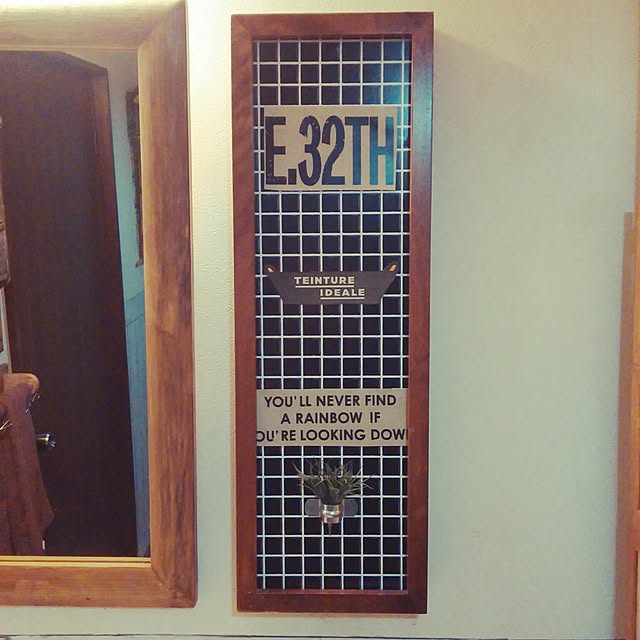 E.32TH
TEINTURE
IDEALE
YOU'LL NEVER FIND
A RAINBOW IF
OU'RE LOOKING DOW